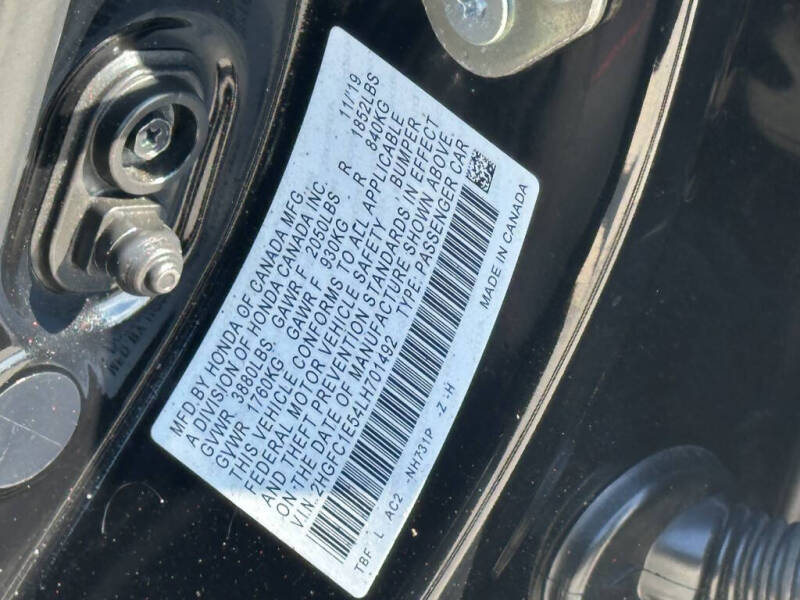 MFD.BY HONDA OF CANADA MFG. 11/19
A DIVISION OF HONDA CANADA INC.
GVWR 3880LBS GAWR F 2050LBS R 1852LBS
GVWR 1760KG GAWR F 930KG R 840KG
THIS VEHICLE CONFORMS TO ALL APPLICABLE
FEDERAL MOTOR VEHICLE SAFETY, BUMPER
AND THEFT PREVENTION STANDARDS IN EFFECT
ON THE DATE OF MANUFACTURE SHOWN ABOVE.
V.I.N. TYPE: PASSENGER CAR
TBF L AC2 -NH731P -Z -H MADE IN CANADA